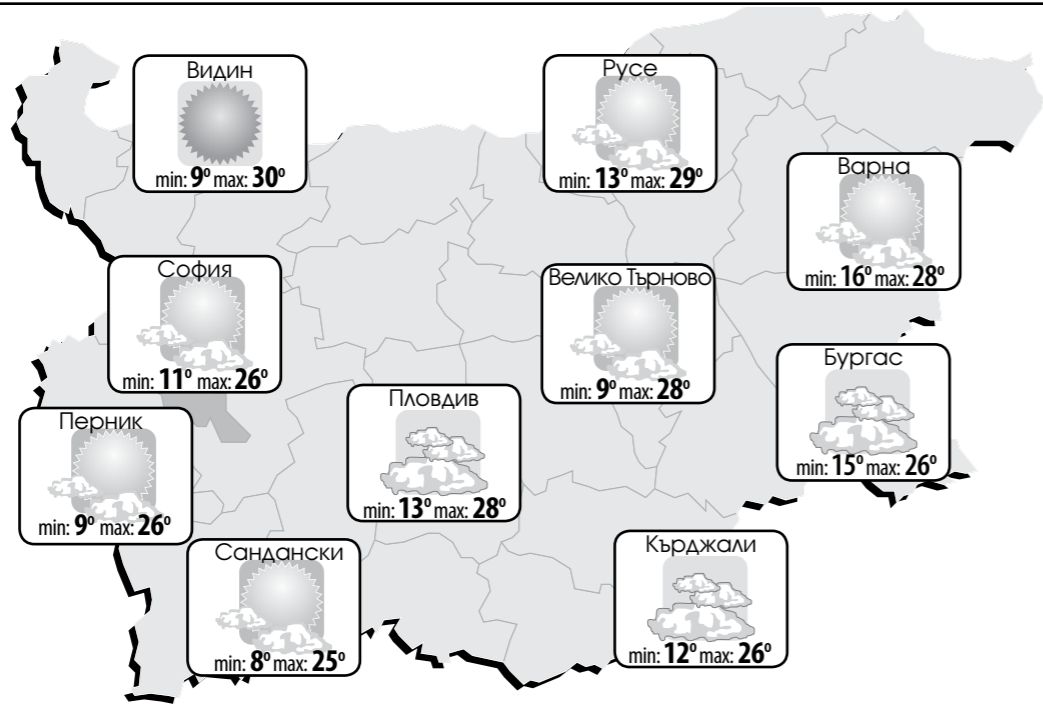 Видин
min: 9° max: 30°
Русе
min: 13° max: 29°
Варна
min: 16° max: 28°
София
min: 11° max: 26°
Велико Търново
min: 9° max: 28°
Бургас
min: 15° max: 26°
Пловдив
min: 13° max: 28°
Перник
min: 9° max: 26°
Сандански
min: 8° max: 25°
Кърджали
min: 12° max: 26°